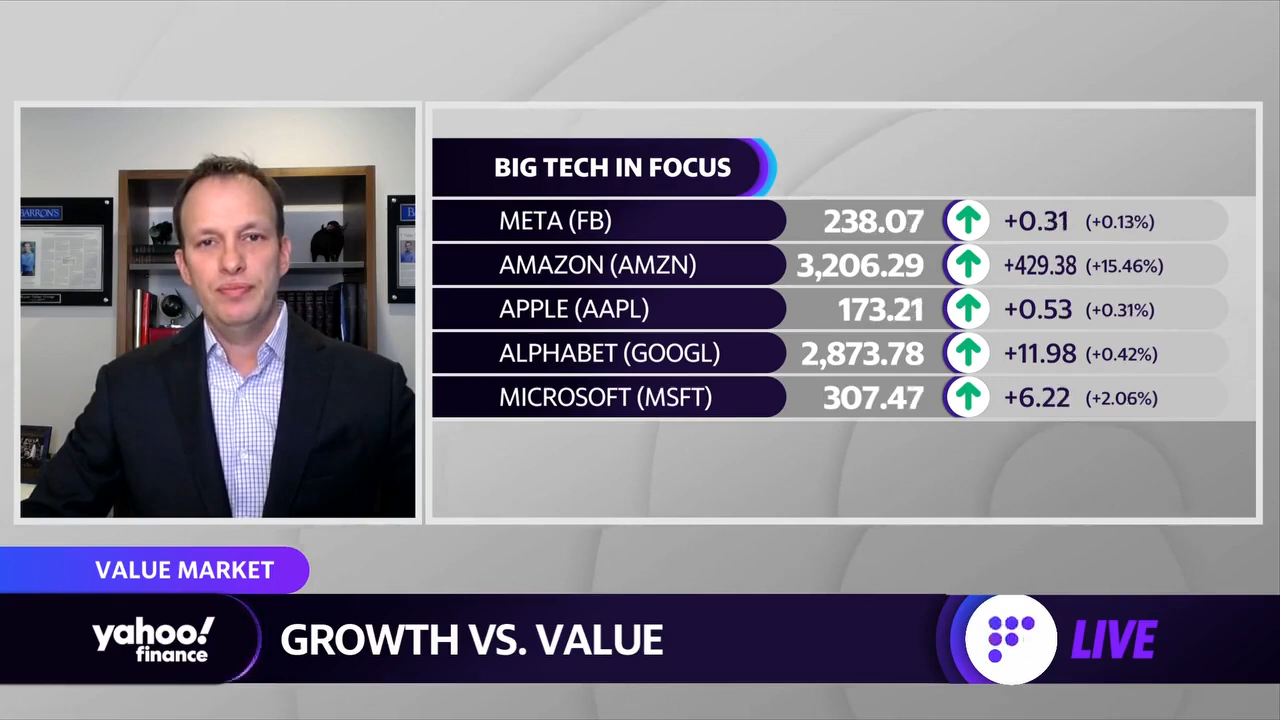 BARRON'S
BIG TECH IN FOCUS
META (FB) 238.07 +0.31 (+0.13%)
AMAZON (AMZN) 3,206.29 +429.38 (+15.46%)
APPLE (AAPL) 173.21 +0.53 (+0.31%)
ALPHABET (GOOGL) 2,873.78 +11.98 (+0.42%)
MICROSOFT (MSFT) 307.47 +6.22 (+2.06%)
VALUE MARKET
yahoo!
finance
GROWTH VS. VALUE
LIVE